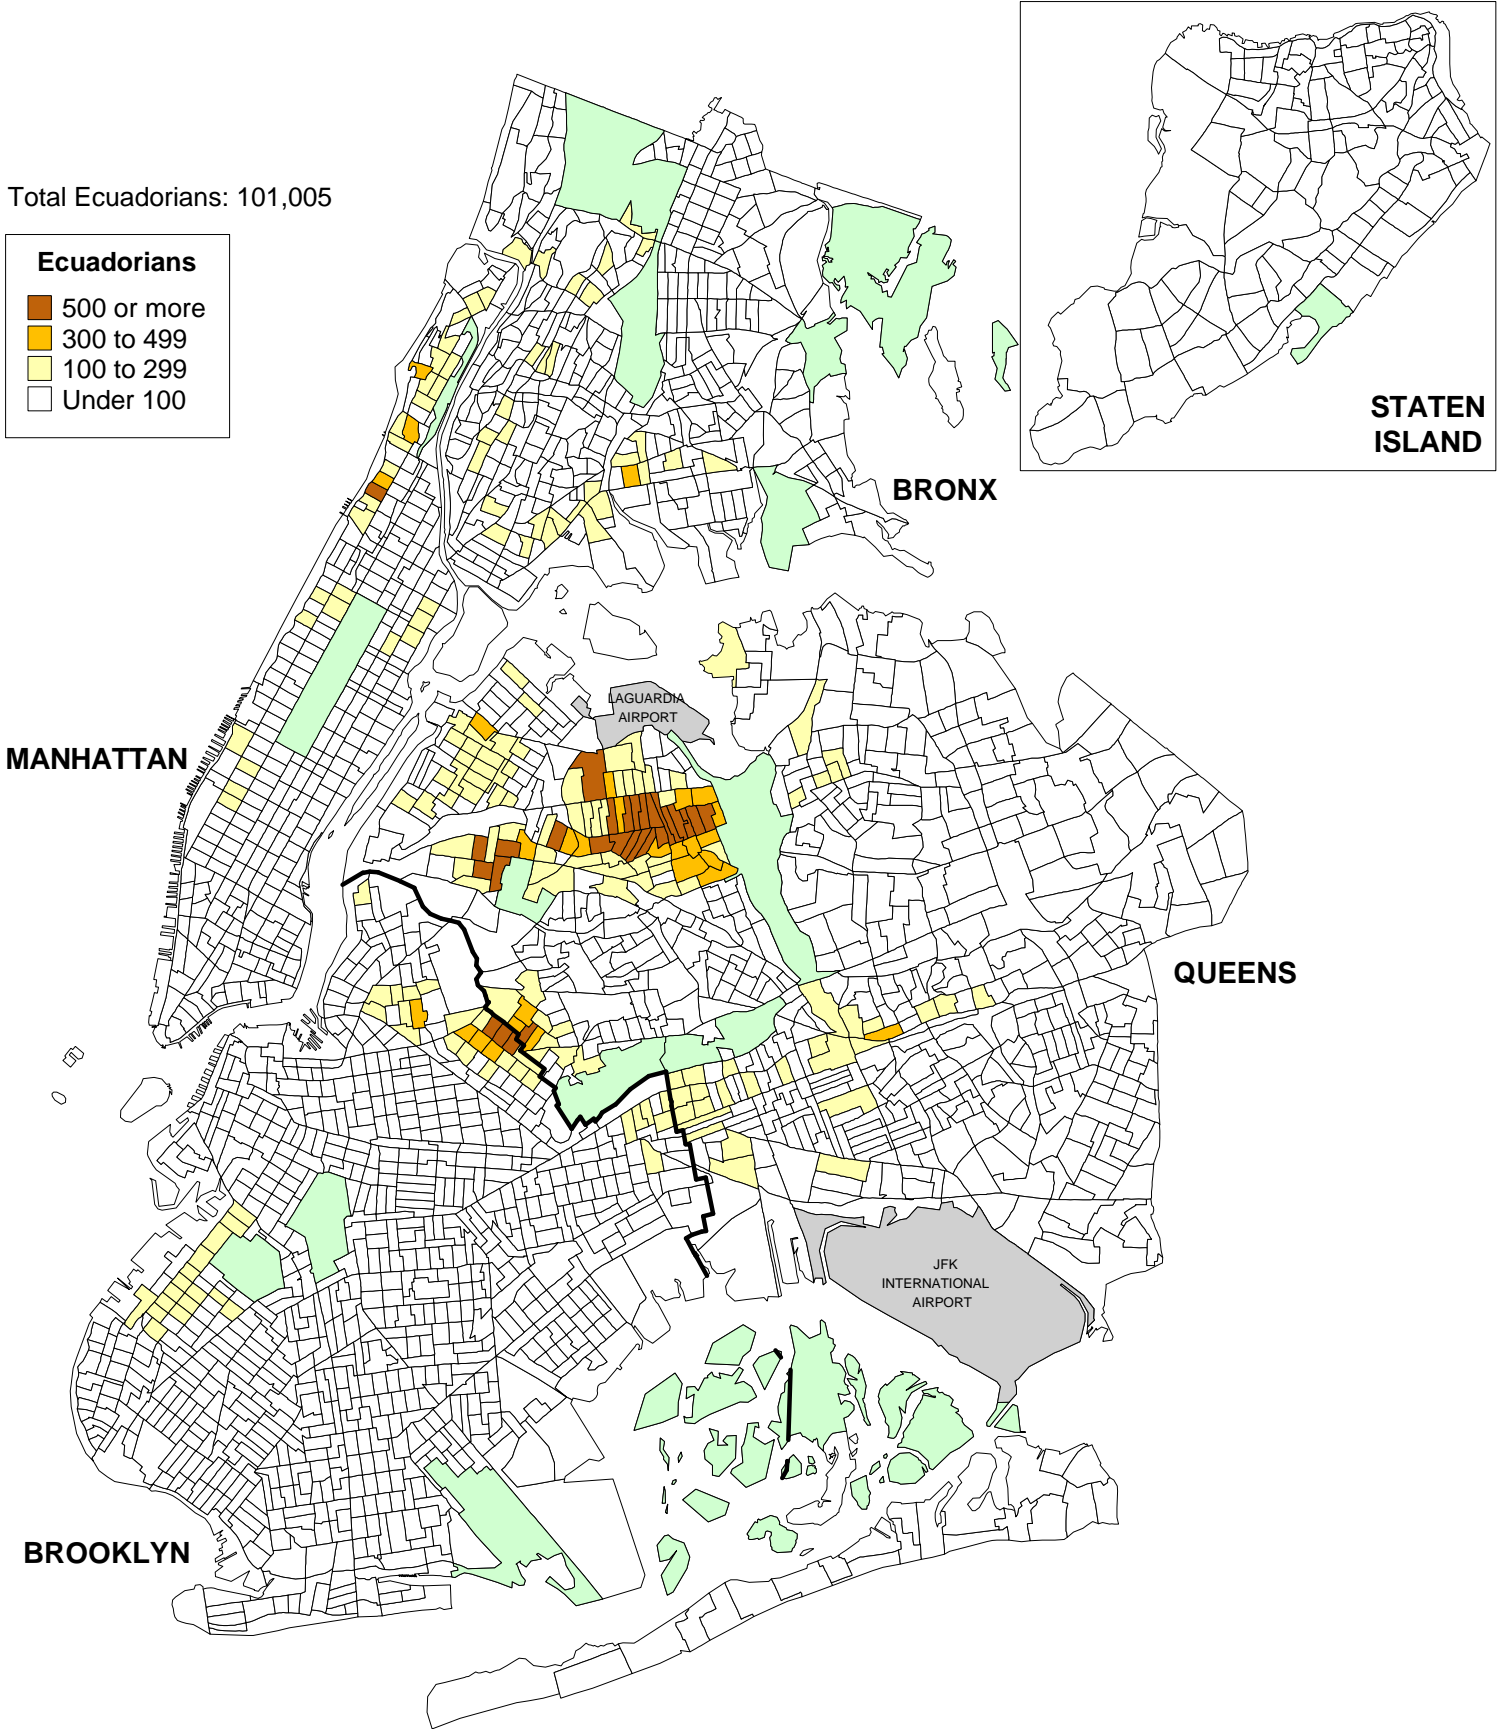 Total Ecuadorians: 101,005
Ecuadorians
500 or more
300 to 499
100 to 299
Under 100
STATEN
ISLAND
BRONX
LAGUARDIA
AIRPORT
MANHATTAN
QUEENS
JFK
INTERNATIONAL
AIRPORT
BROOKLYN